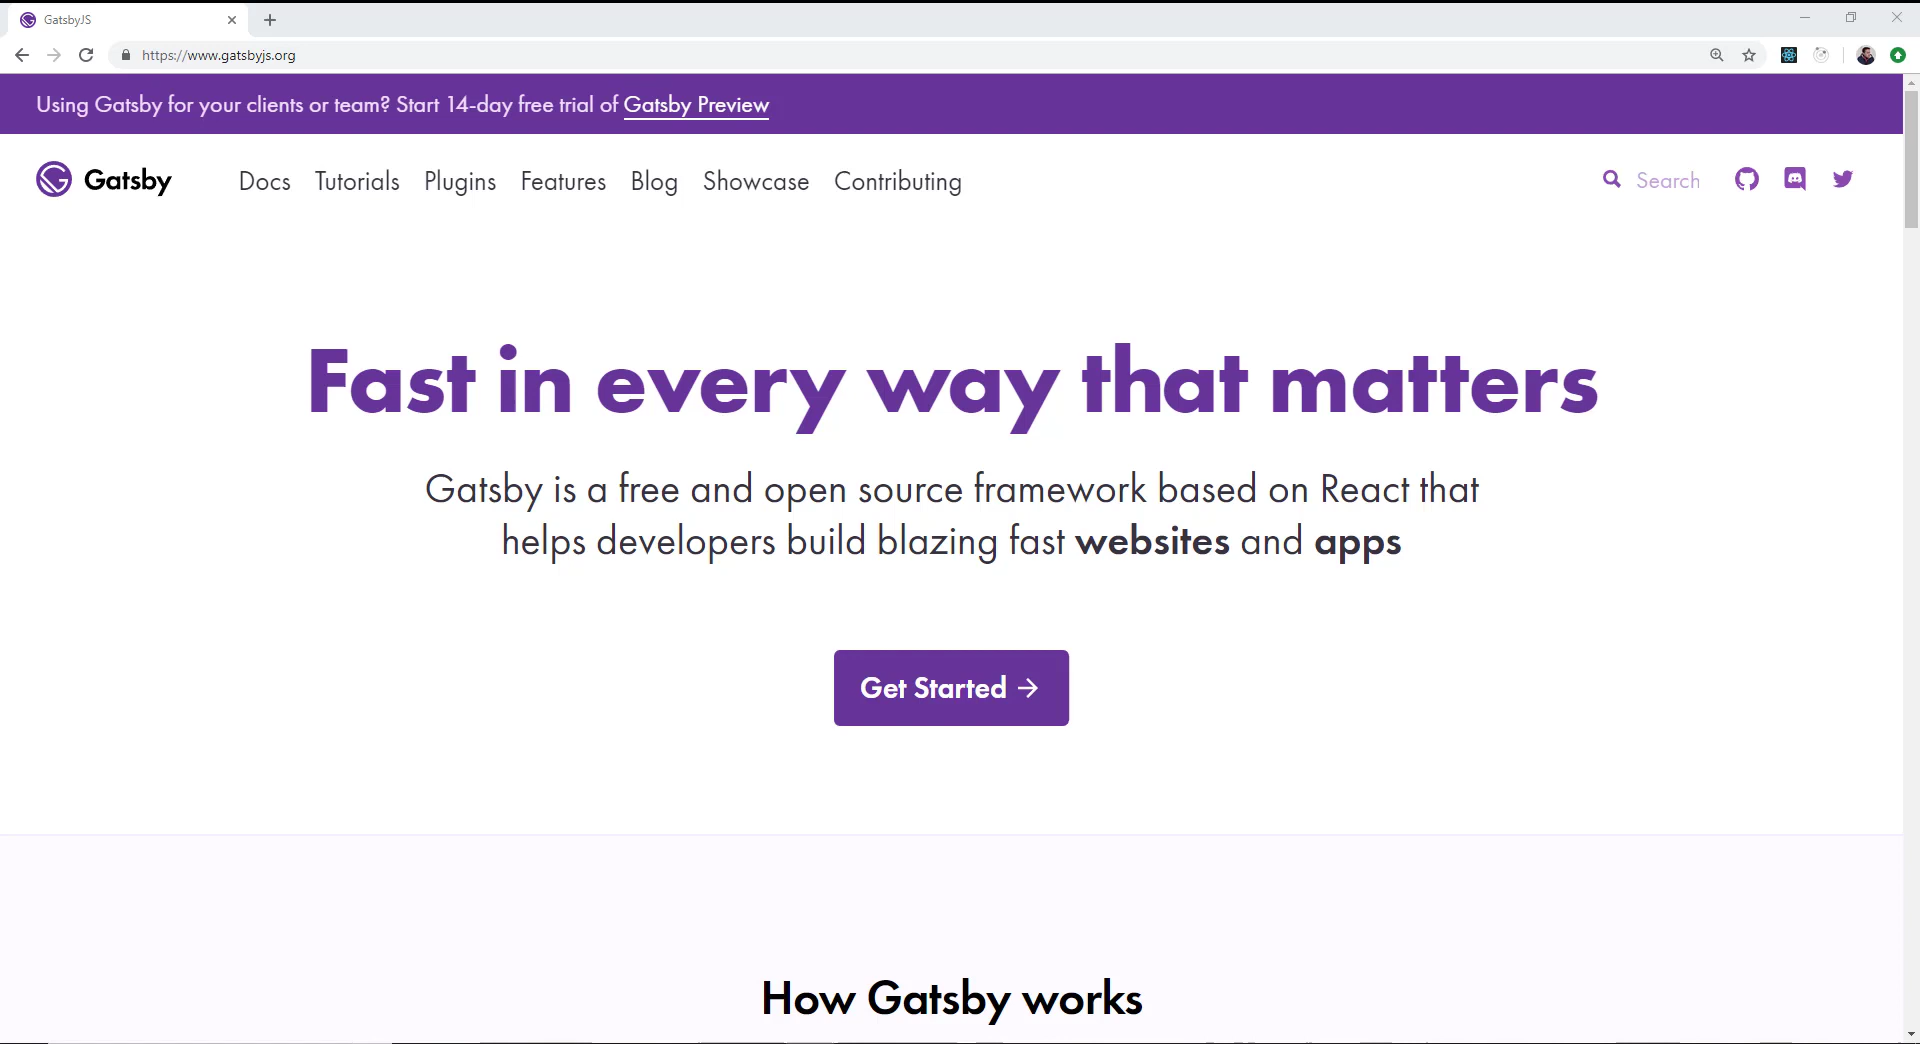 GatsbyJS
https://www.gatsbyjs.org
Using Gatsby for your clients or team? Start 14-day free trial of Gatsby Preview
Gatsby Docs Tutorials Plugins Features Blog Showcase Contributing Search
Fast in every way that matters
Gatsby is a free and open source framework based on React that
helps developers build blazing fast websites and apps
Get Started →
How Gatsby works